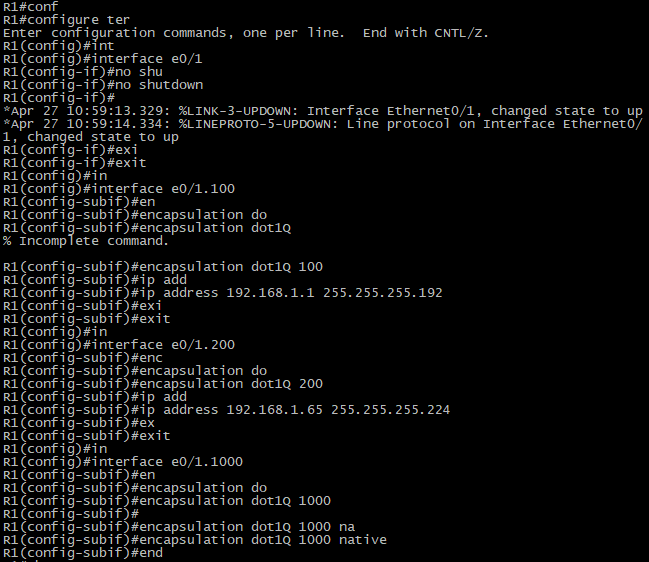 R1#conf
R1#configure ter
Enter configuration commands, one per line.  End with CNTL/Z.
R1(config)#int
R1(config)#interface e0/1
R1(config-if)#no shu
R1(config-if)#no shutdown
R1(config-if)#
*Apr 27 10:59:13.329: %LINK-3-UPDOWN: Interface Ethernet0/1, changed state to up
*Apr 27 10:59:14.334: %LINEPROTO-5-UPDOWN: Line protocol on Interface Ethernet0/
1, changed state to up
R1(config-if)#exi
R1(config-if)#exit
R1(config)#in
R1(config)#interface e0/1.100
R1(config-subif)#en
R1(config-subif)#encapsulation do
R1(config-subif)#encapsulation dot1Q
% Incomplete command.

R1(config-subif)#encapsulation dot1Q 100
R1(config-subif)#ip add
R1(config-subif)#ip address 192.168.1.1 255.255.255.192
R1(config-subif)#exi
R1(config-subif)#exit
R1(config)#in
R1(config)#interface e0/1.200
R1(config-subif)#enc
R1(config-subif)#encapsulation do
R1(config-subif)#encapsulation dot1Q 200
R1(config-subif)#ip add
R1(config-subif)#ip address 192.168.1.65 255.255.255.224
R1(config-subif)#ex
R1(config-subif)#exit
R1(config)#in
R1(config)#interface e0/1.1000
R1(config-subif)#en
R1(config-subif)#encapsulation do
R1(config-subif)#encapsulation dot1Q 1000
R1(config-subif)#
R1(config-subif)#encapsulation dot1Q 1000 na
R1(config-subif)#encapsulation dot1Q 1000 native
R1(config-subif)#end